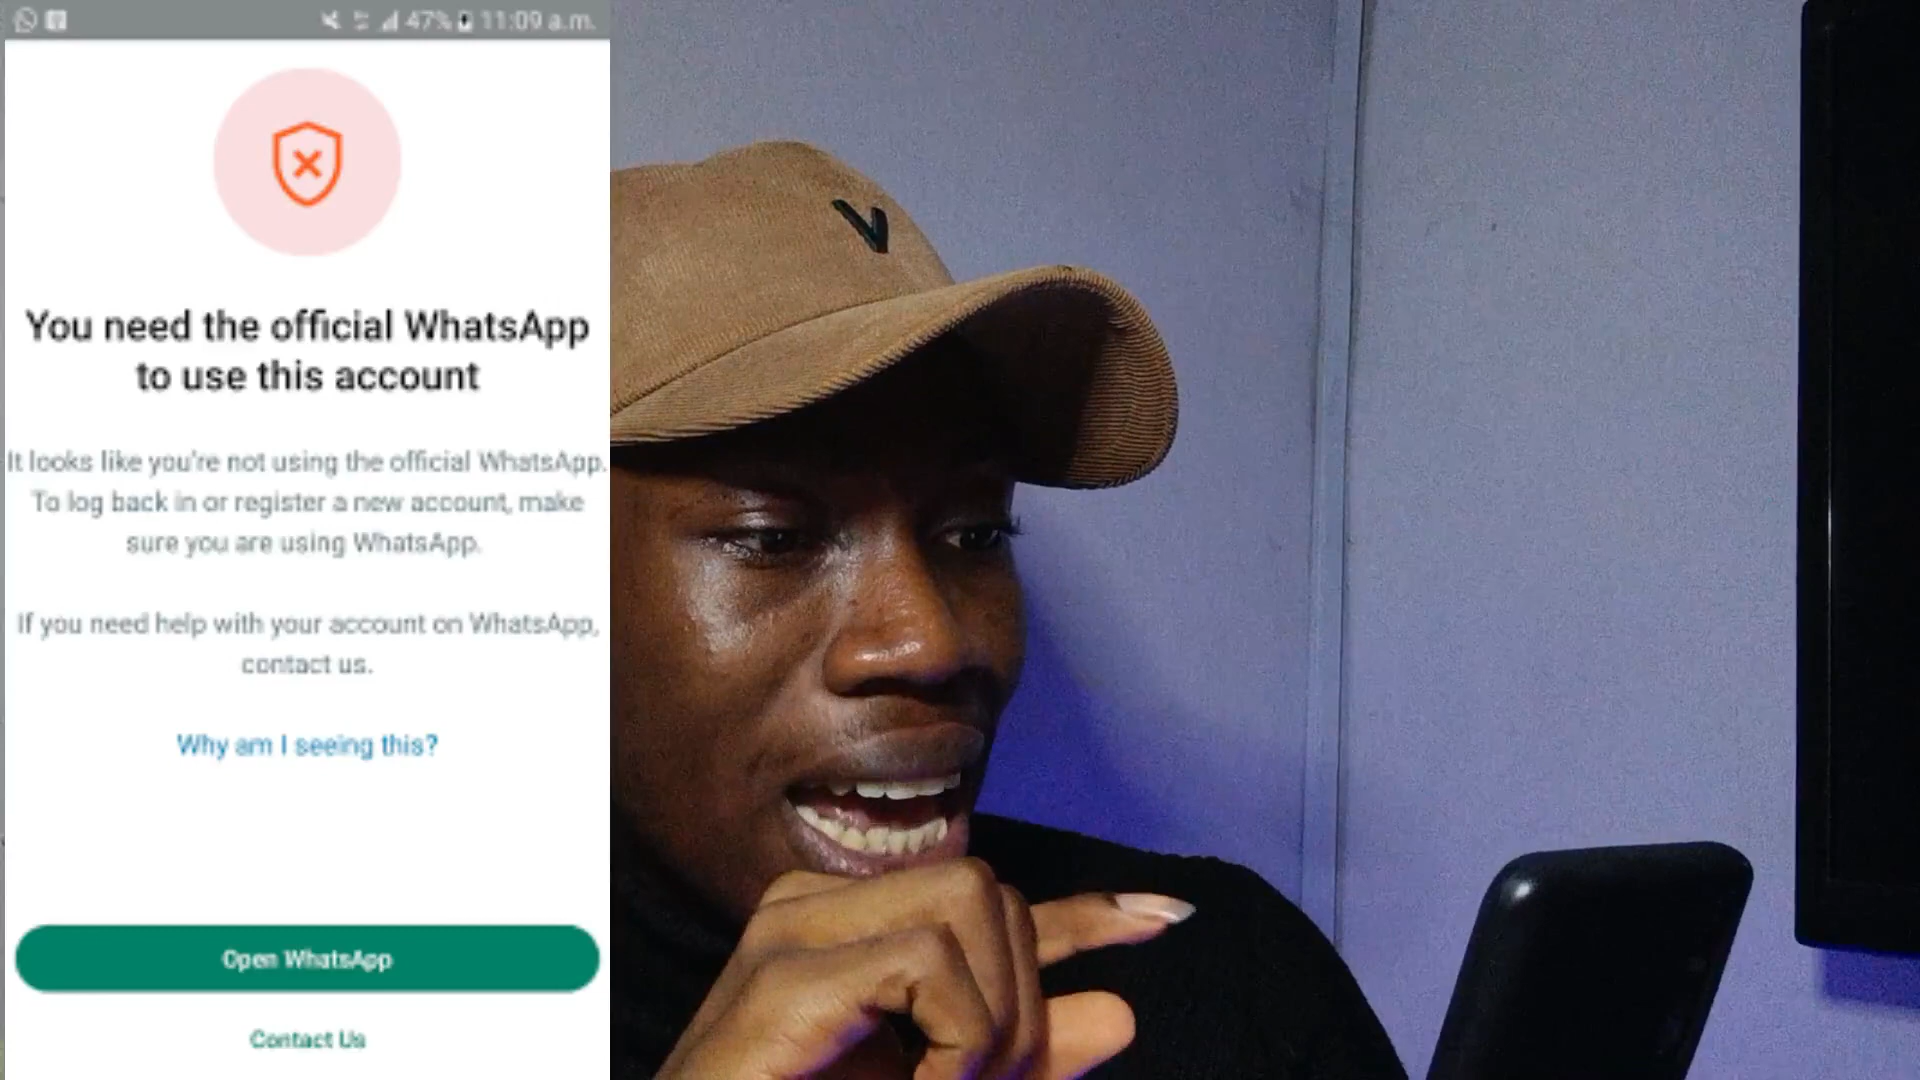 47% 11:09 a.m.
You need the official WhatsApp
to use this account
It looks like you're not using the official WhatsApp.
To log back in or register a new account, make
sure you are using WhatsApp.
If you need help with your account on WhatsApp,
contact us.
Why am I seeing this?
Open WhatsApp
Contact Us